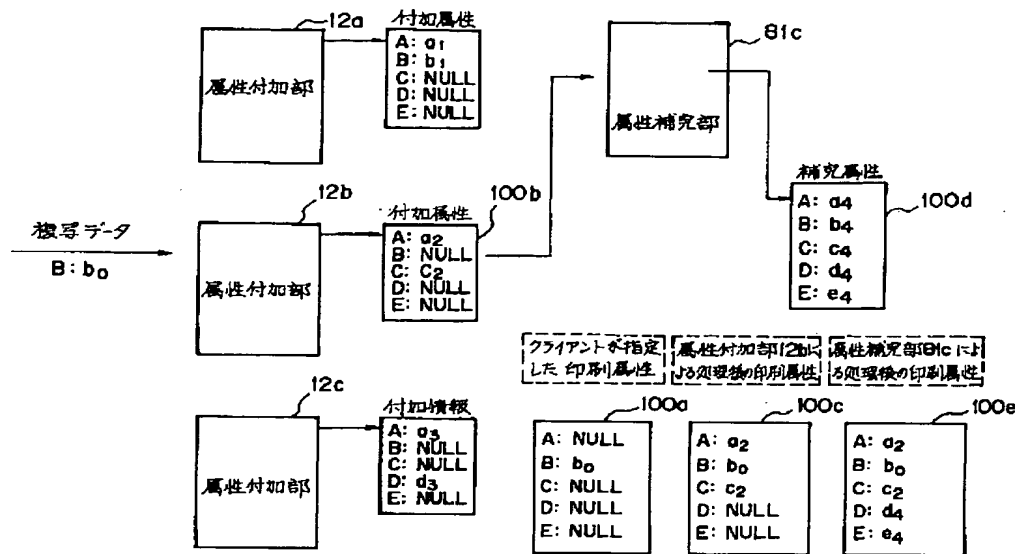 12a
付加属性
A: a1
B: b1
C: NULL
D: NULL
E: NULL
属性付加部
81c
属性補完部
補完属性
100d
A: a4
B: b4
C: c4
D: d4
E: e4
複写データ
B: b0
12b
付加属性
100b
A: a2
B: NULL
C: C2
D: NULL
E: NULL
属性付加部
12c
付加情報
A: a3
B: NULL
C: NULL
D: d3
E: NULL
属性付加部
クライアントが指定
した印刷属性
100a
A: NULL
B: b0
C: NULL
D: NULL
E: NULL
属性付加部12bに
よる処理後の印刷属性
100c
A: a2
B: b0
C: c2
D: NULL
E: NULL
属性補完部81cによ
る処理後の印刷属性
100e
A: a2
B: b0
C: c2
D: d4
E: e4